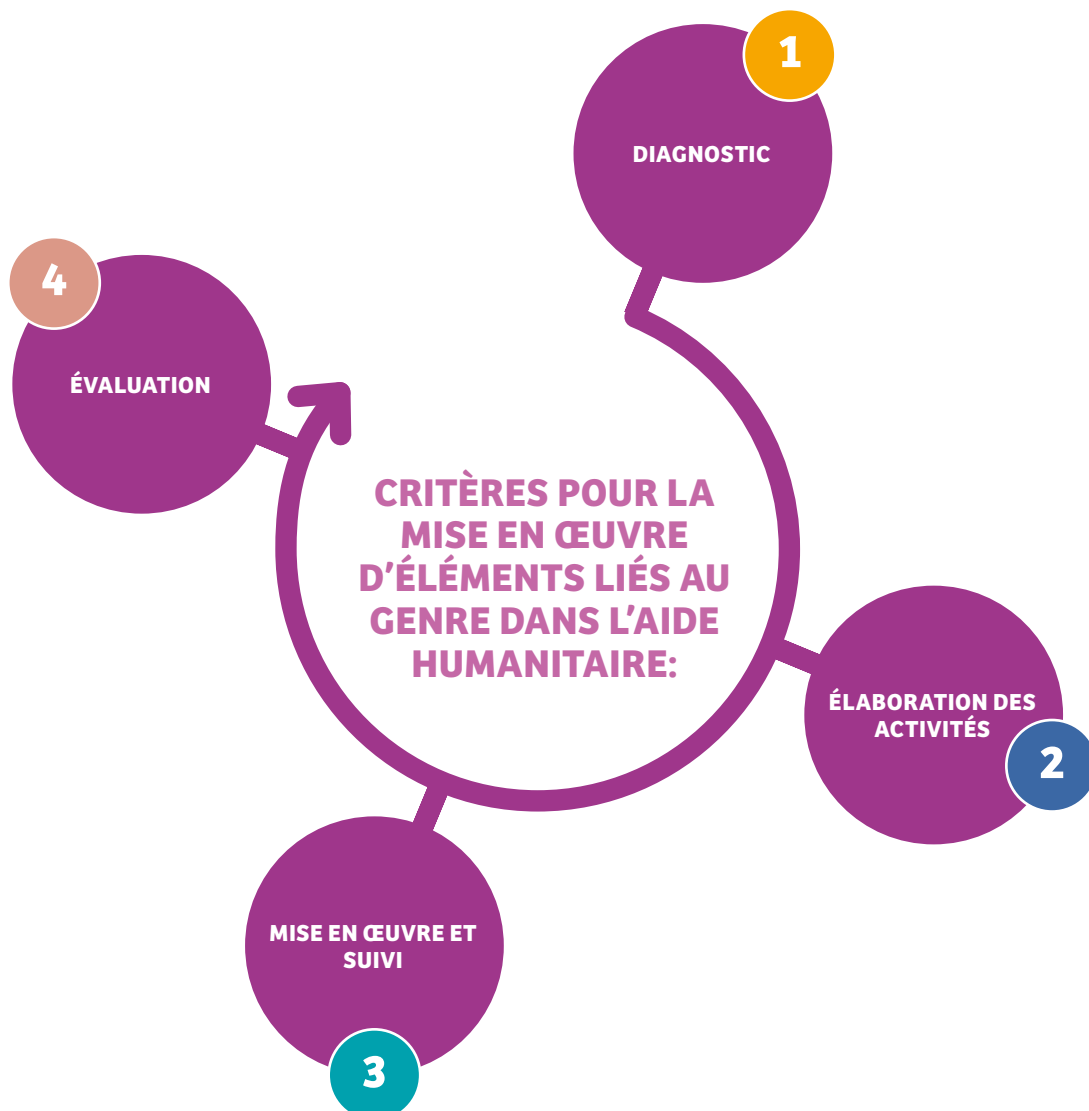 1
DIAGNOSTIC
4
ÉVALUATION
CRITÈRES POUR LA
MISE EN ŒUVRE
D’ÉLÉMENTS LIÉS AU
GENRE DANS L’AIDE
HUMANITAIRE:
ÉLABORATION DES
ACTIVITÉS
2
MISE EN ŒUVRE ET
SUIVI
3